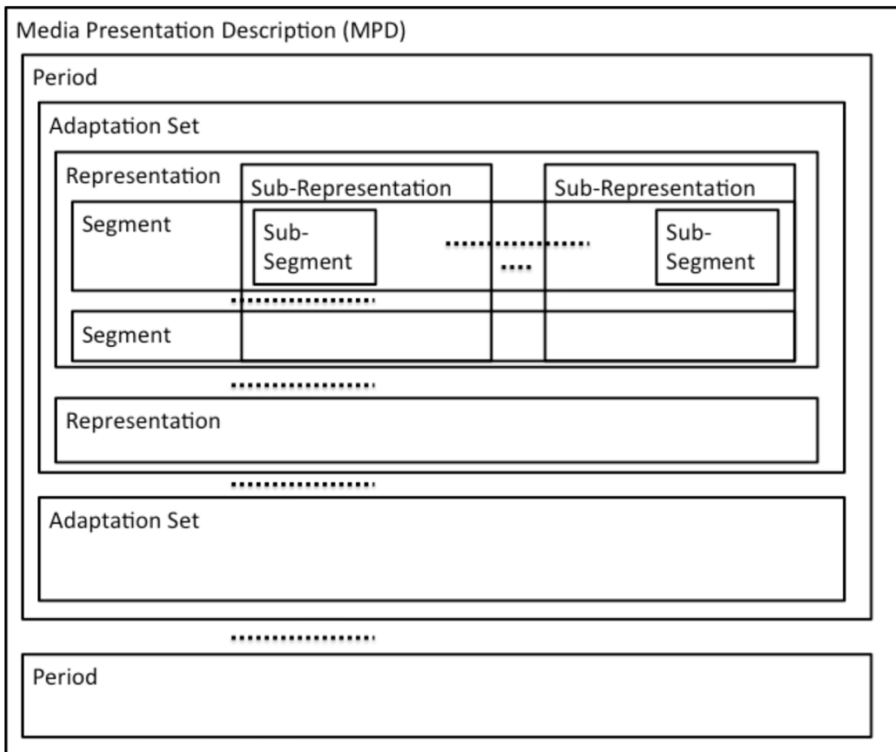 Media Presentation Description (MPD)
Period
Adaptation Set
Representation
Sub-Representation
Sub-Representation
Segment
Sub-
Segment
Sub-
Segment
Segment
Representation
Adaptation Set
Period